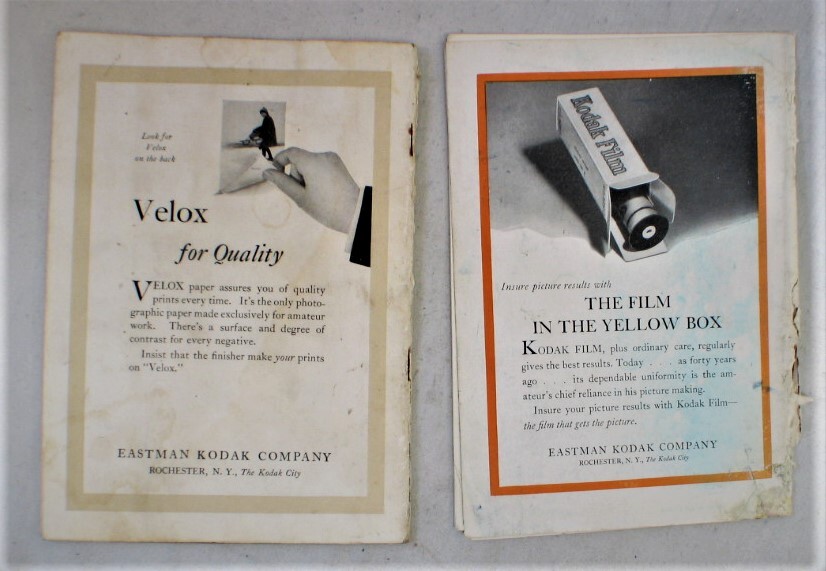 Look for
Velox
on the back
Velox
for Quality
VELOX paper assures you of quality
prints every time. It's the only photo-
graphic paper made exclusively for amateur
work. There's a surface and degree of
contrast for every negative.
Insist that the finisher make your prints
on "Velox."
EASTMAN KODAK COMPANY
ROCHESTER, N. Y., The Kodak City
Kodak Film
Insure picture results with
THE FILM
IN THE YELLOW BOX
KODAK FILM, plus ordinary care, regularly
gives the best results. Today . . . as forty years
ago . . . its dependable uniformity is the am-
ateur's chief reliance in his picture making.
Insure your picture results with Kodak Film—
the film that gets the picture.
EASTMAN KODAK COMPANY
ROCHESTER, N. Y., The Kodak City